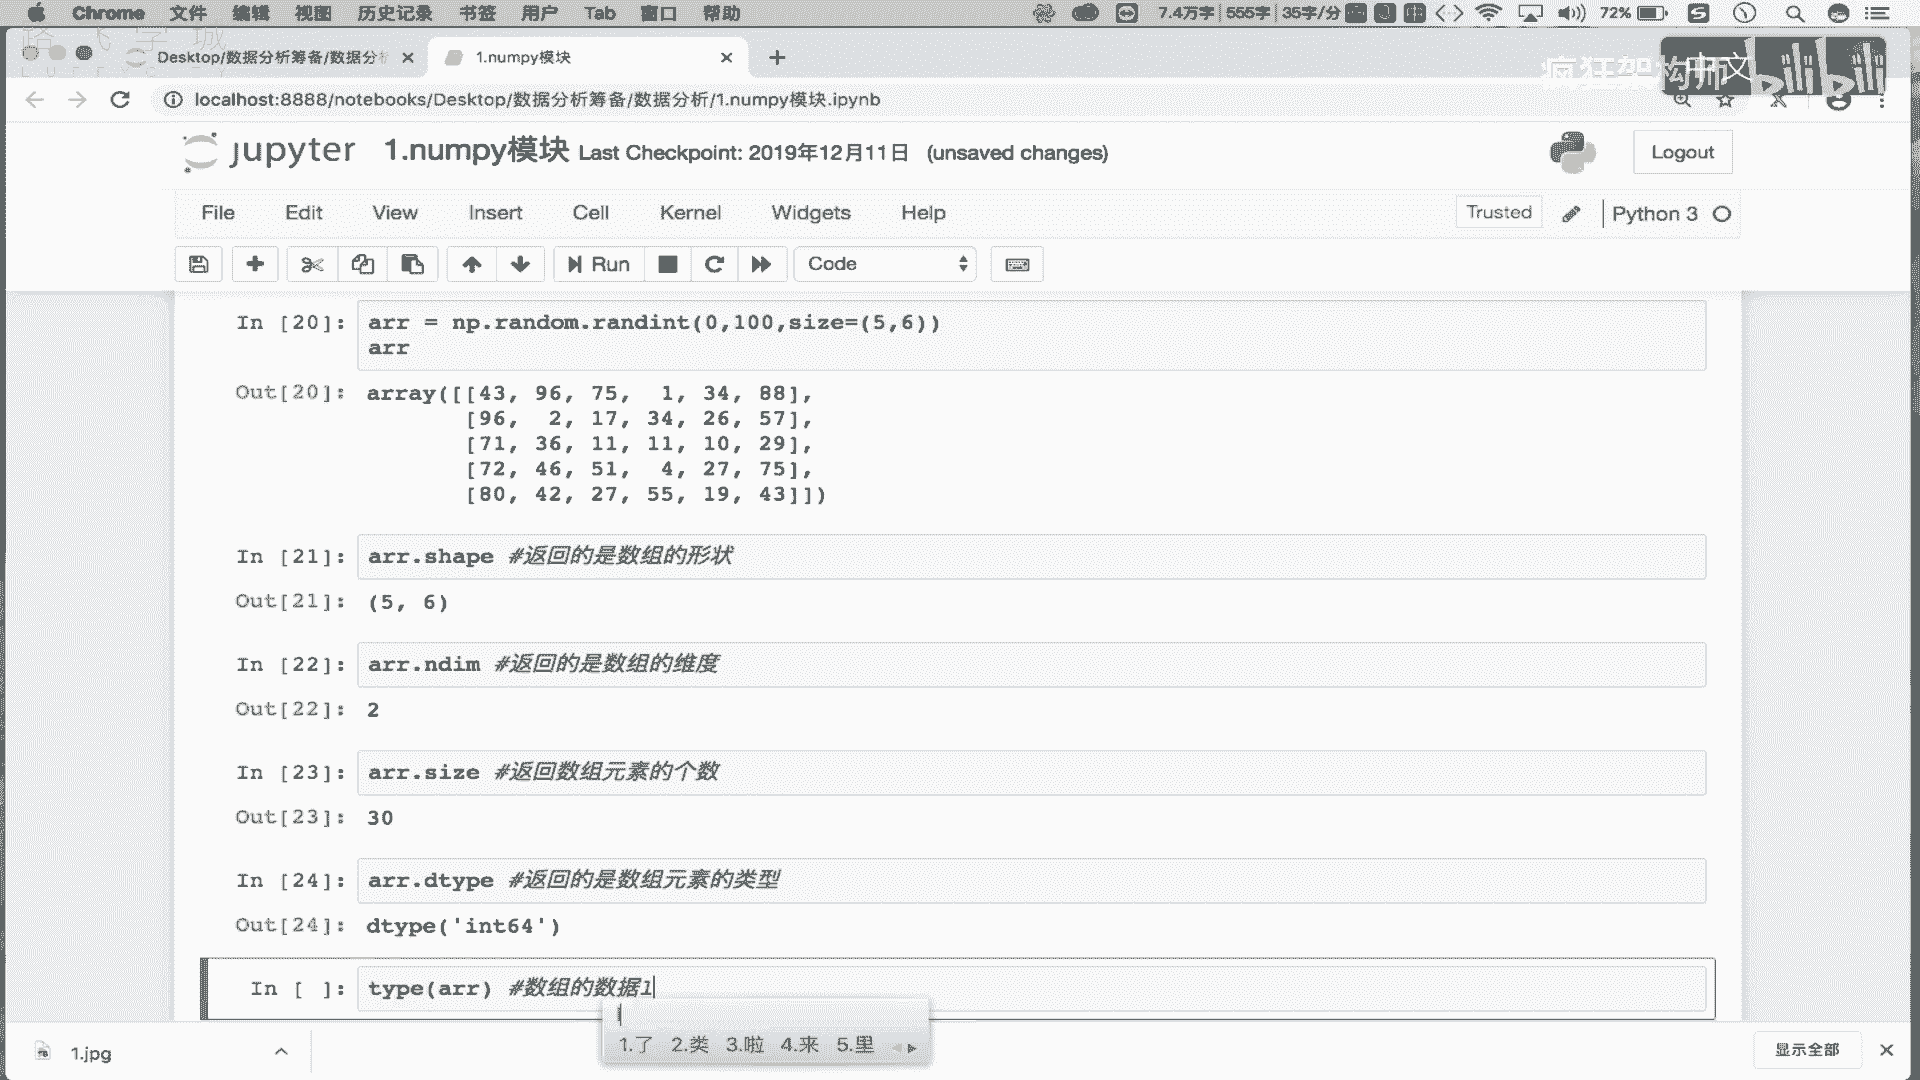 Chrome 文件 编辑 视图 历史记录 书签 用户 Tab 窗口 帮助 7.4万字 555字 35字/分 72%
路飞学城
Desktop/数据分析筹备/数据分析 1.numpy模块
疯狂架构师 中文 bilibili
localhost:8888/notebooks/Desktop/数据分析筹备/数据分析/1.numpy模块.ipynb
jupyter 1.numpy模块 Last Checkpoint: 2019年12月11日 (unsaved changes) Logout
File Edit View Insert Cell Kernel Widgets Help Trusted Python 3
Run Code
In [20]: arr = np.random.randint(0,100,size=(5,6))
arr
Out[20]: array([[43, 96, 75, 1, 34, 88],
[96, 2, 17, 34, 26, 57],
[71, 36, 11, 11, 10, 29],
[72, 46, 51, 4, 27, 75],
[80, 42, 27, 55, 19, 43]])
In [21]: arr.shape #返回的是数组的形状
Out[21]: (5, 6)
In [22]: arr.ndim #返回的是数组的维度
Out[22]: 2
In [23]: arr.size #返回数组元素的个数
Out[23]: 30
In [24]: arr.dtype #返回的是数组元素的类型
Out[24]: dtype('int64')
In [ ]: type(arr) #数组的数据l
l
1.了 2.类 3.啦 4.来 5.里
1.jpg 显示全部